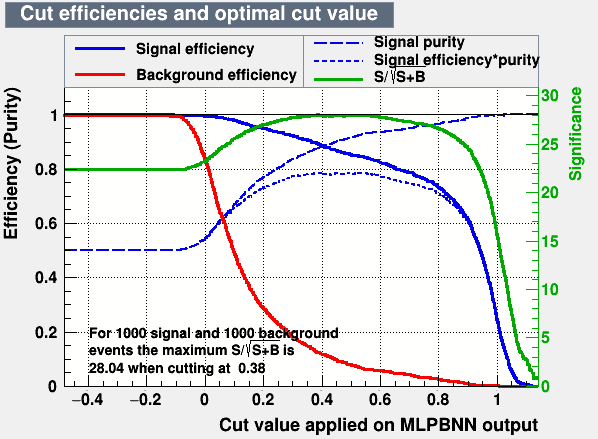 Cut efficiencies and optimal cut value
Signal efficiency
Background efficiency
Signal purity
Signal efficiency*purity
S/√S+B
Efficiency (Purity)
1
0.8
0.6
0.4
0.2
0
30
25
20
15
10
5
0
Significance
For 1000 signal and 1000 background
events the maximum S/√S+B is
28.04 when cutting at 0.38
−0.4 −0.2 0 0.2 0.4 0.6 0.8 1
Cut value applied on MLPBNN output